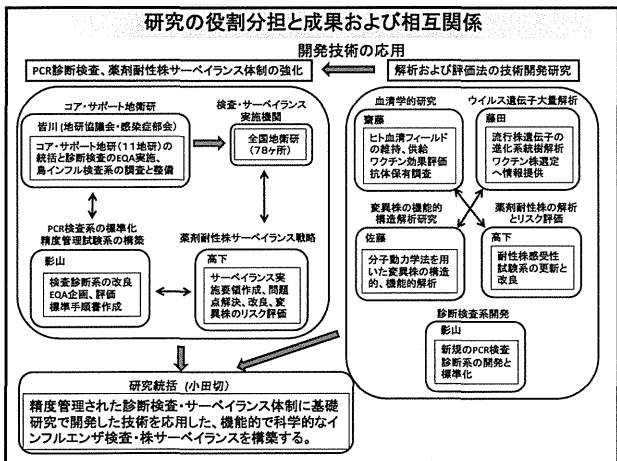 研究の役割分担と成果および相互関係
開発技術の応用
PCR診断検査、薬剤耐性株サーベイランス体制の強化
解析および評価法の技術開発研究
コア・サポート地衛研
皆川(地研協議会・感染症部会)
コア・サポート地研(11地研)の
統括と診断検査のEQA実施、
鳥インフル検査系の調査と整備
検査・サーベイランス
実施機関
全国地衛研
(78ヶ所)
PCR検査系の標準化
精度管理試験系の構築
影山
検査診断系の改良
EQA企画、評価
標準手順書作成
薬剤耐性株サーベイランス戦略
高下
サーベイランス実
施要領作成、問題
点解決、改良、変
異株のリスク評価
血清学的研究
齋藤
ヒト血清フィールド
の維持、供給
ワクチン効果評価
抗体保有調査
ウイルス遺伝子大量解析
藤田
流行株遺伝子の
進化系統樹解析
ワクチン株選定
へ情報提供
変異株の機能的
構造解析研究
佐藤
分子動力学法を
用いた変異株の構造
的、機能的解析
薬剤耐性株の解析
とリスク評価
高下
耐性株感受性
試験系の更新と
改良
診断検査系開発
影山
新規のPCR検査
診断系の開発と
標準化
研究統括 (小田切)
精度管理された診断検査・サーベイランス体制に基礎
研究で開発した技術を応用した、機能的で科学的なイ
ンフルエンザ検査・株サーベイランスを構築する。